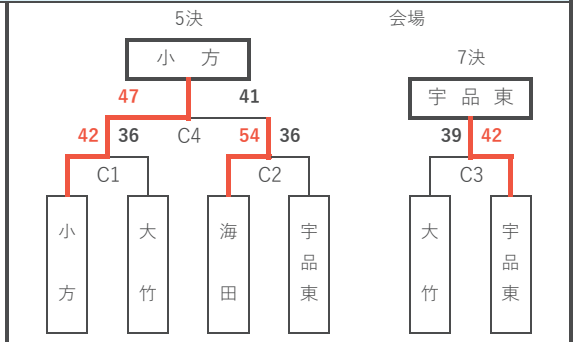 5決 会場
7決
小 方
宇 品 東
47 41
42 36 C4 54 36
39 42
C1 C2 C3
小方
大竹
海田
宇品東
大竹
宇品東